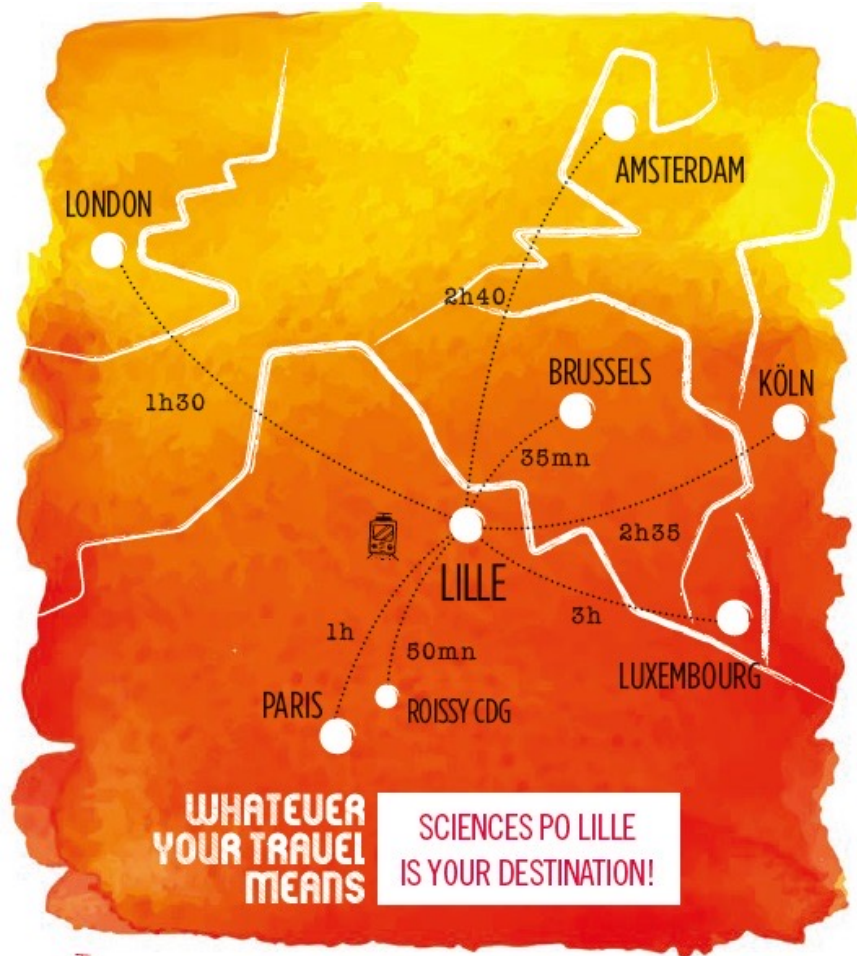 LONDON
AMSTERDAM
2h40
1h30
BRUSSELS
KÖLN
35mn
2h35
LILLE
3h
1h
50mn
LUXEMBOURG
PARIS
ROISSY CDG
WHATEVER
YOUR TRAVEL
MEANS
SCIENCES PO LILLE
IS YOUR DESTINATION!